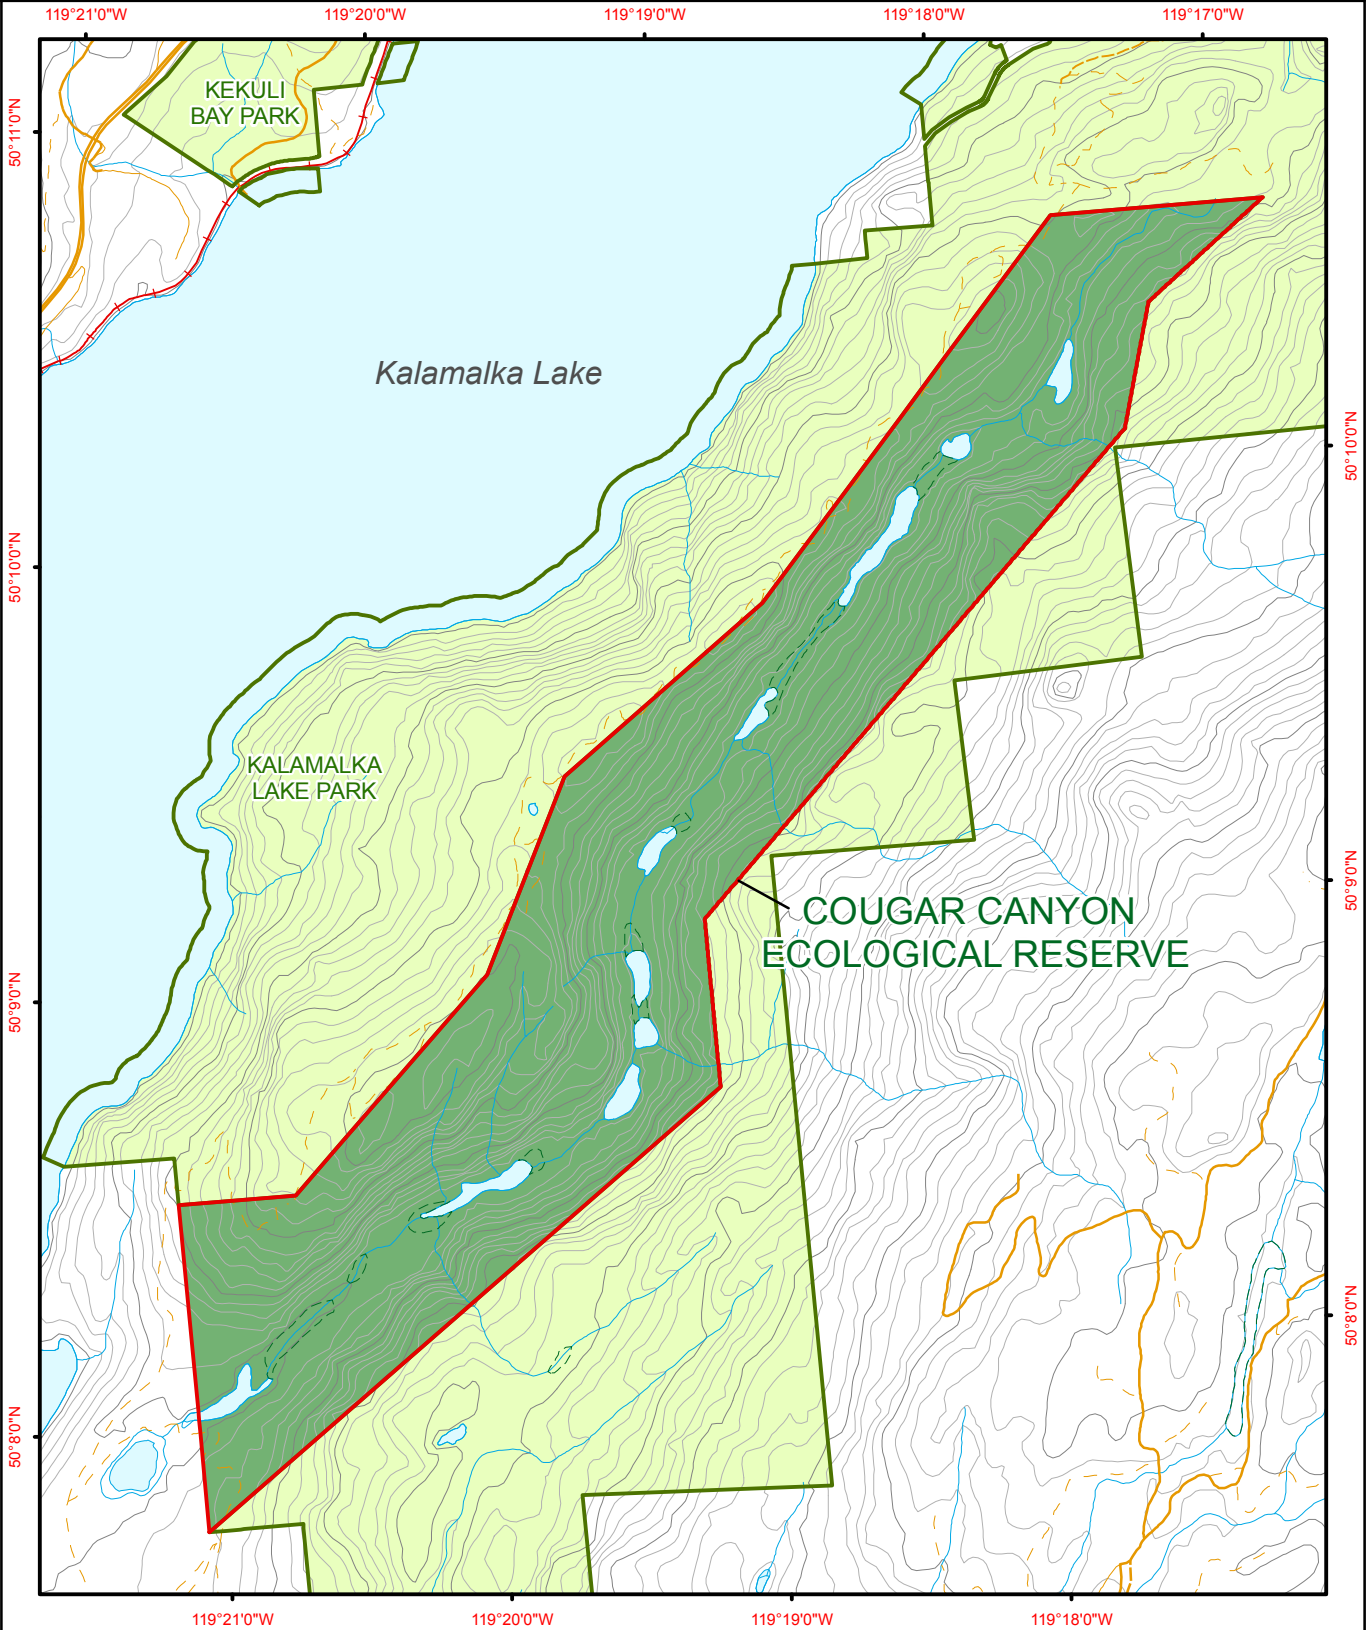 119°21'0"W
119°20'0"W
119°19'0"W
119°18'0"W
119°17'0"W
KEKULI
BAY PARK
50°11'0"N
Kalamalka Lake
50°10'0"N
50°10'0"N
KALAMALKA
LAKE PARK
50°9'0"N
COUGAR CANYON
ECOLOGICAL RESERVE
50°9'0"N
50°8'0"N
50°8'0"N
119°21'0"W
119°20'0"W
119°19'0"W
119°18'0"W